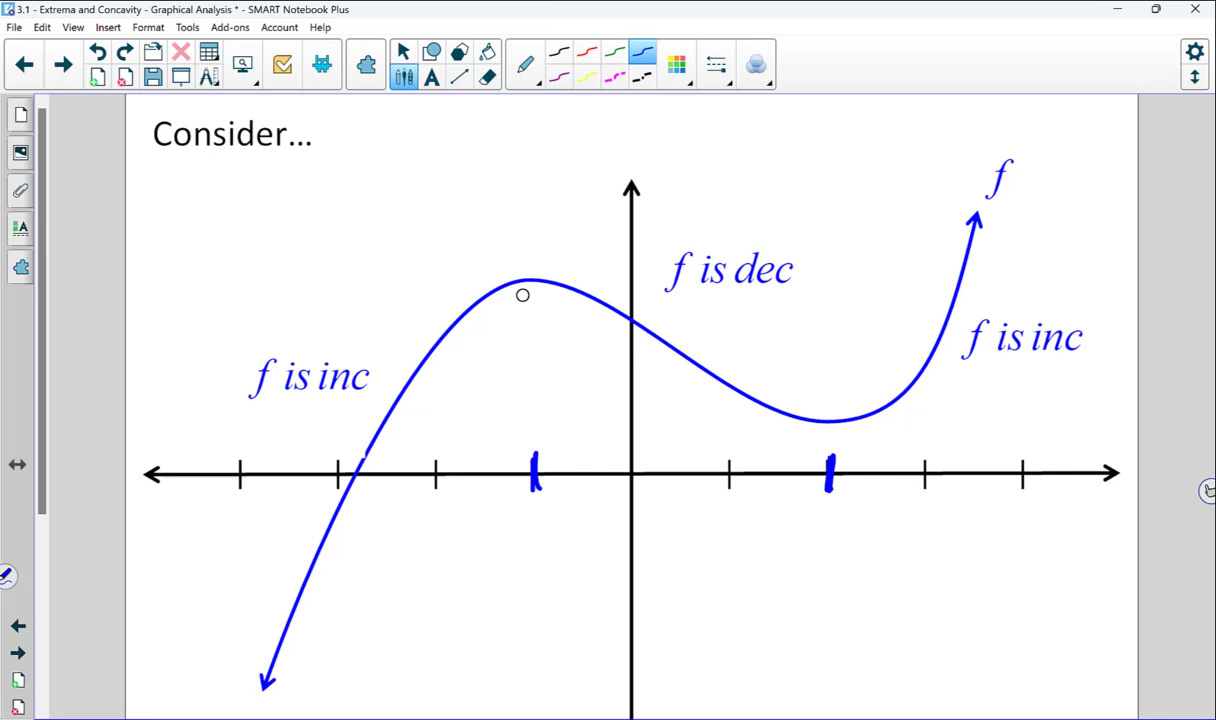 3.1 - Extrema and Concavity - Graphical Analysis * - SMART Notebook Plus
File Edit View Insert Format Tools Add-ons Account Help
Consider...
f
f is dec
f is inc
f is inc